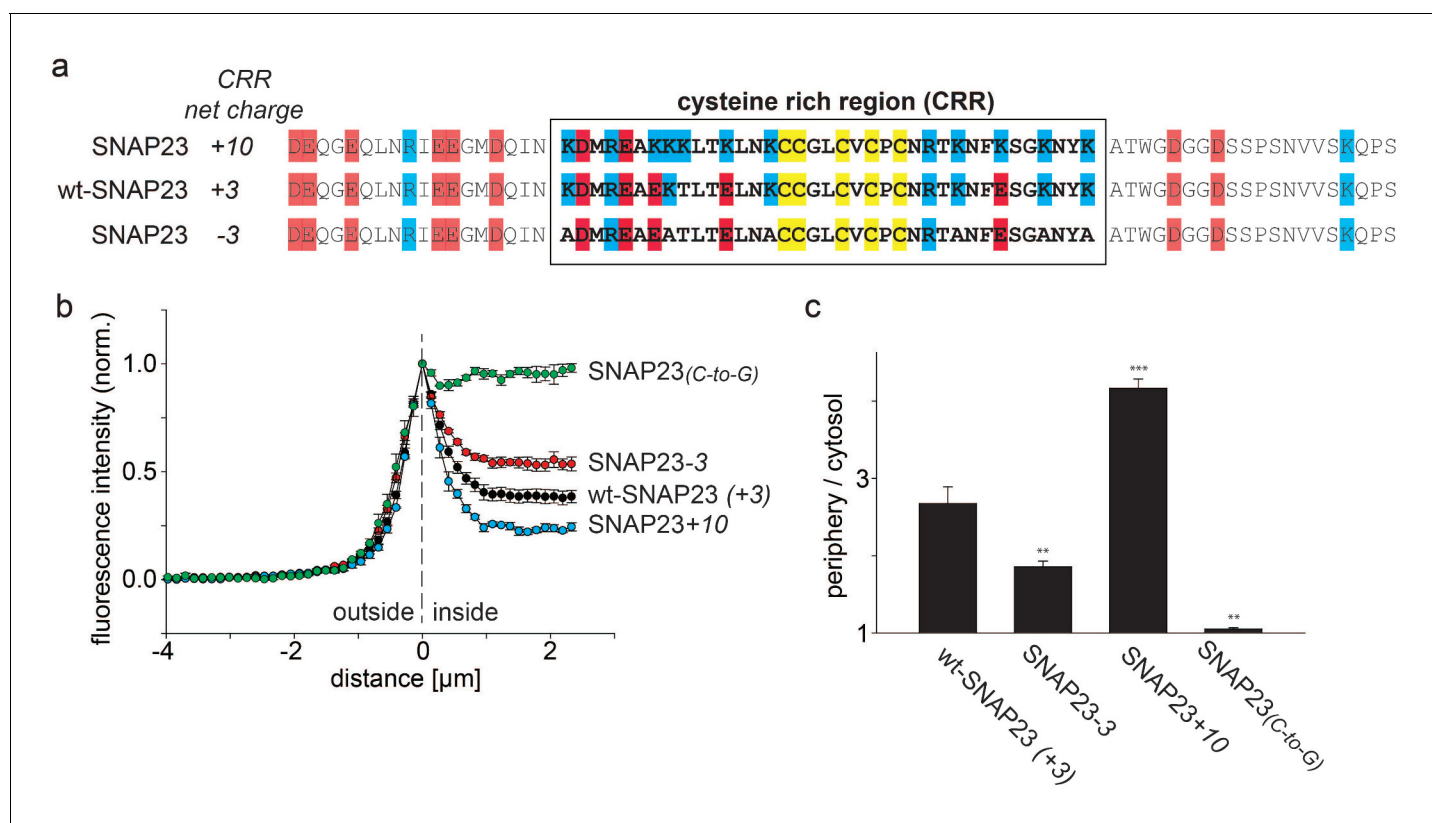 a
CRR
net charge
cysteine rich region (CRR)
SNAP23 +10 DEQGEQLNRIEEGMDQIN KDMREAKKKLTKLNKCCGLCVCPCNRTKNFKSGKNYK ATWGDGGDSSPSNVVSKQPS
wt-SNAP23 +3 DEQGEQLNRIEEGMDQIN KDMREAEKTLTELNKCCGLCVCPCNRTKNFESGKNYK ATWGDGGDSSPSNVVSKQPS
SNAP23 -3 DEQGEQLNRIEEGMDQIN ADMREAEATLTELNACCGLCVCPCNRTANFESGANYA ATWGDGGDSSPSNVVSKQPS
b
fluorescence intensity (norm.)
1.0
0.5
0.0
SNAP23(C-to-G)
SNAP23-3
wt-SNAP23 (+3)
SNAP23+10
outside inside
-4 -2 0 2
distance [µm]
c
periphery / cytosol
3
1
**
***
**
wt-SNAP23 (+3)
SNAP23-3
SNAP23+10
SNAP23(C-to-G)